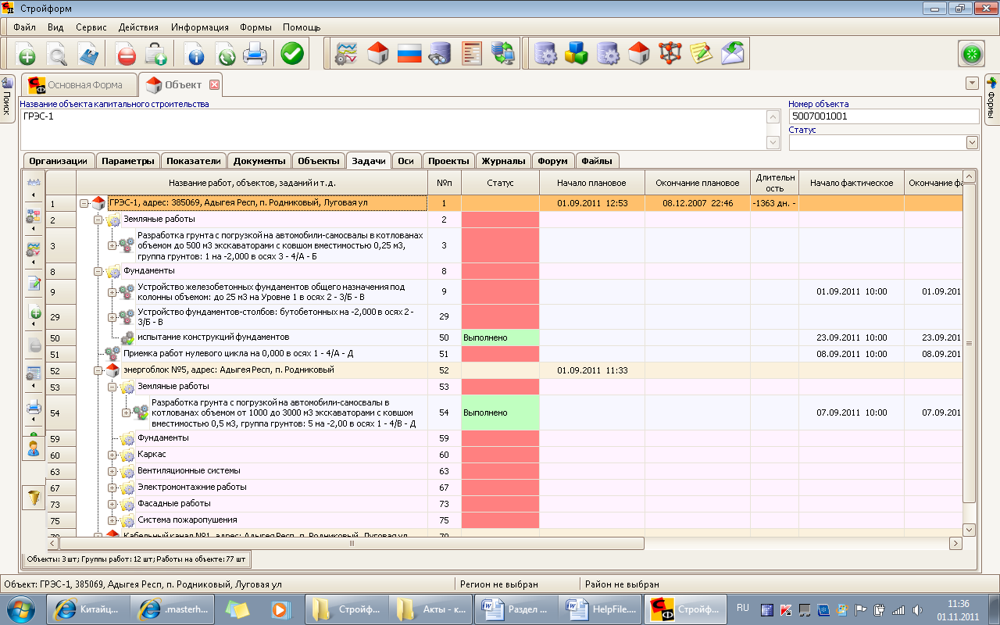 Стройформ
Файл Вид Сервис Действия Информация Формы Помощь
Основная Форма Объект
Поиск
Формы
Название объекта капитального строительства
ГРЭС-1
Номер объекта
5007001001
Статус
Организации Параметры Показатели Документы Объекты Задачи Оси Проекты Журналы Форум Файлы
Название работ, объектов, заданий и т.д. №п Статус Начало плановое Окончание плановое Длительн
ость Начало фактическое Окончание фа
1 ГРЭС-1, адрес: 385069, Адыгея Респ, п. Родниковый, Луговая ул 1 01.09.2011 12:53 08.12.2007 22:46 -1363 дн. -
2 Земляные работы 2
3 Разработка грунта с погрузкой на автомобили-самосвалы в котлованах
объемом до 500 м3 экскаваторами с ковшом вместимостью 0,25 м3,
группа грунтов: 1 на -2,000 в осях 3 - 4/А - Б 3
8 Фундаменты 8
9 Устройство железобетонных фундаментов общего назначения под
колонны объемом: до 25 м3 на Уровне 1 в осях 2 - 3/Б - В 9 01.09.2011 10:00 01.09.201
29 Устройство фундаментов-столбов: бутобетонных на -2,000 в осях 2 -
3/Б - В 29
50 испытание конструкций фундаментов 50 Выполнено 23.09.2011 10:00 23.09.201
51 Приемка работ нулевого цикла на 0,000 в осях 1 - 4/А - Д 51 08.09.2011 10:00 08.09.201
52 энергоблок №5, адрес: Адыгея Респ, п. Родниковый 52 01.09.2011 11:33
53 Земляные работы 53
54 Разработка грунта с погрузкой на автомобили-самосвалы в
котлованах объемом от 1000 до 3000 м3 экскаваторами с ковшом
вместимостью 0,5 м3, группа грунтов: 5 на -2,00 в осях 1 - 4/В - Д 54 Выполнено 07.09.2011 10:00 07.09.201
59 Фундаменты 59
60 Каркас 60
63 Вентиляционные системы 63
67 Электромонтажние работы 67
73 Фасадные работы 73
75 Система пожаропушения 75
Кабельный канал №1, адрес: Адыгея Респ, п. Родниковый, Луговая ул
Объекты: 3 шт; Группы работ: 12 шт; Работы на объекте: 77 шт
Объект: ГРЭС-1, 385069, Адыгея Респ, п. Родниковый, Луговая ул Регион не выбран Район не выбран
Китайц... .masterh... Стройф... Акты - к... Раздел ... HelpFile.... Стройф... RU 11:36
01.11.2011